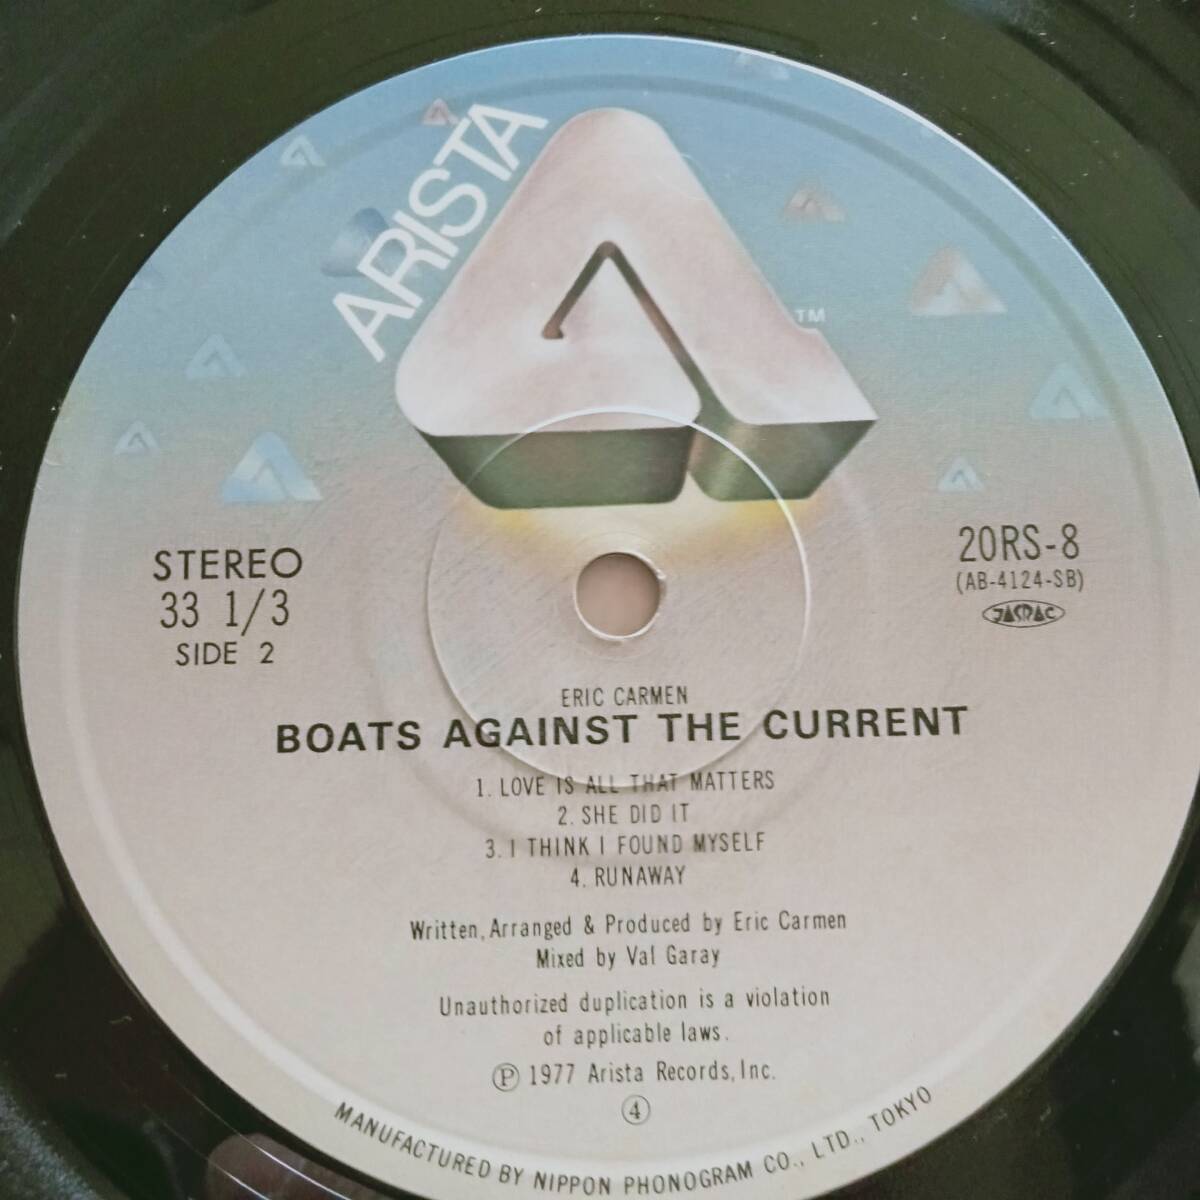 ARISTA
TM
STEREO
33 1/3
SIDE 2
20RS-8
(AB-4124-SB)
JASRAC
ERIC CARMEN
BOATS AGAINST THE CURRENT
1. LOVE IS ALL THAT MATTERS
2. SHE DID IT
3. I THINK I FOUND MYSELF
4. RUNAWAY
Written, Arranged & Produced by Eric Carmen
Mixed by Val Garay
Unauthorized duplication is a violation
of applicable laws.
Ⓟ 1977 Arista Records, Inc.
④
MANUFACTURED BY NIPPON PHONOGRAM CO., LTD., TOKYO